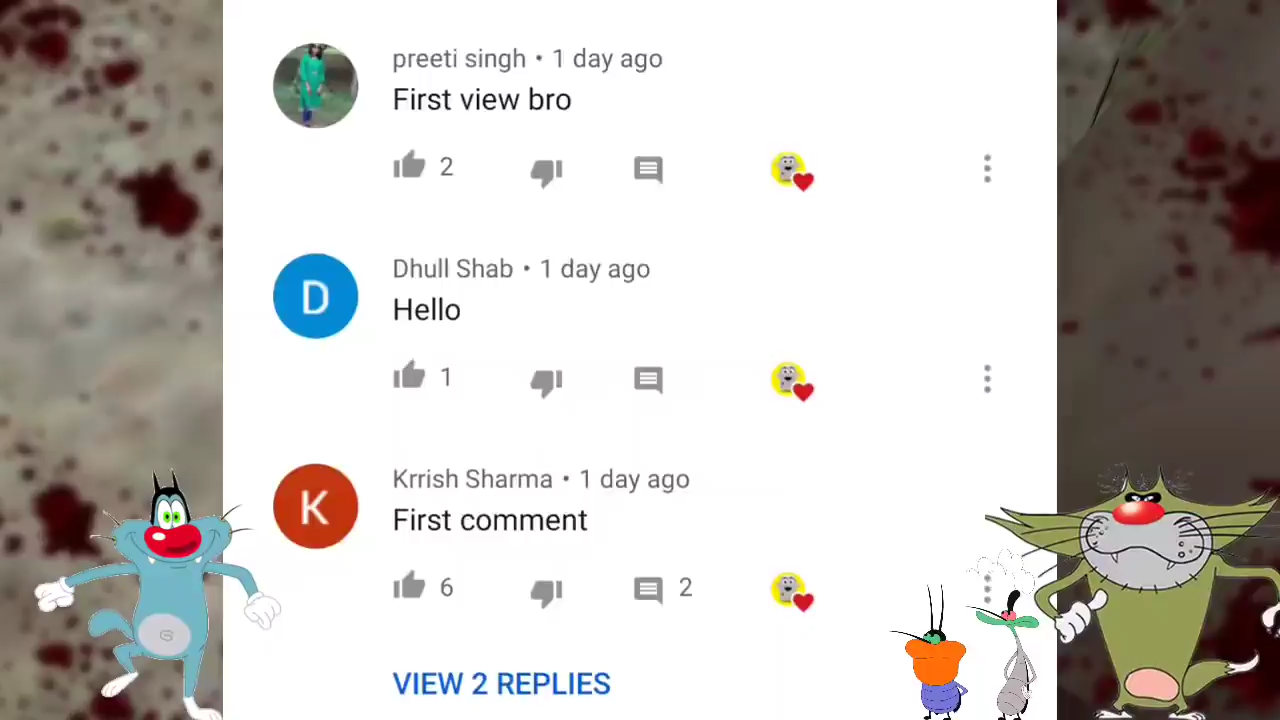 preeti singh • 1 day ago
First view bro
2
D
Dhull Shab • 1 day ago
Hello
1
K
Krrish Sharma • 1 day ago
First comment
6 2
VIEW 2 REPLIES